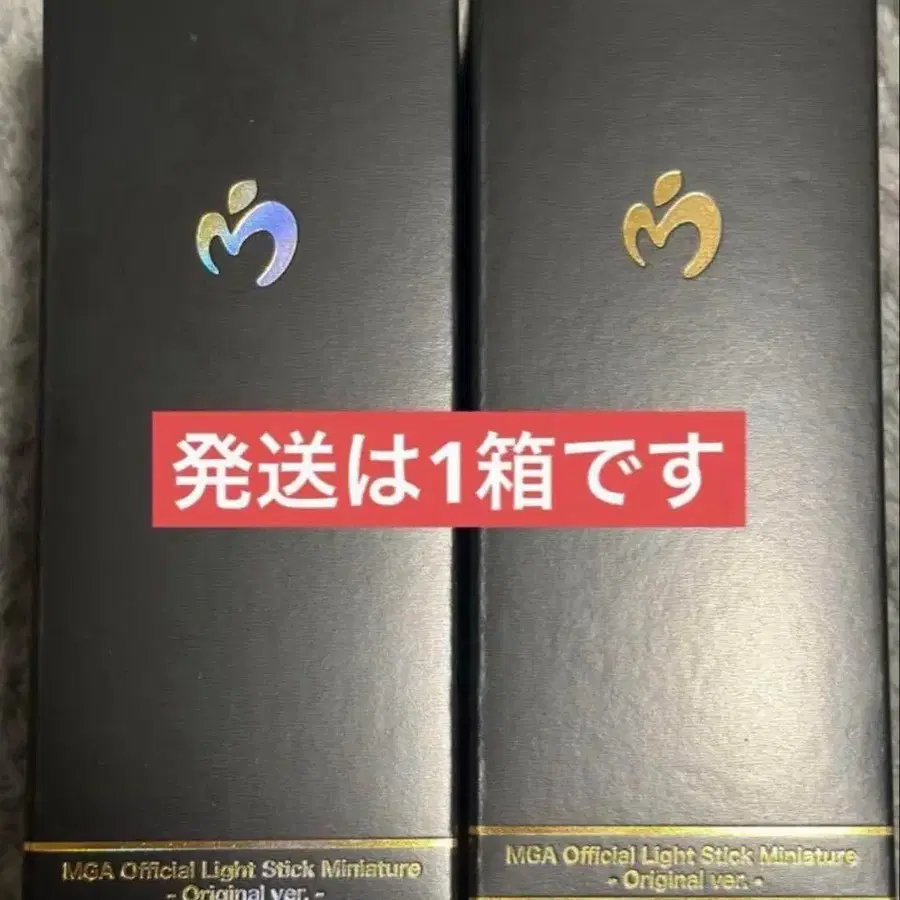 発送は1箱です
MGA Official Light Stick Miniature
- Original ver. -
MGA Official Light Stick Miniature
- Original ver. -